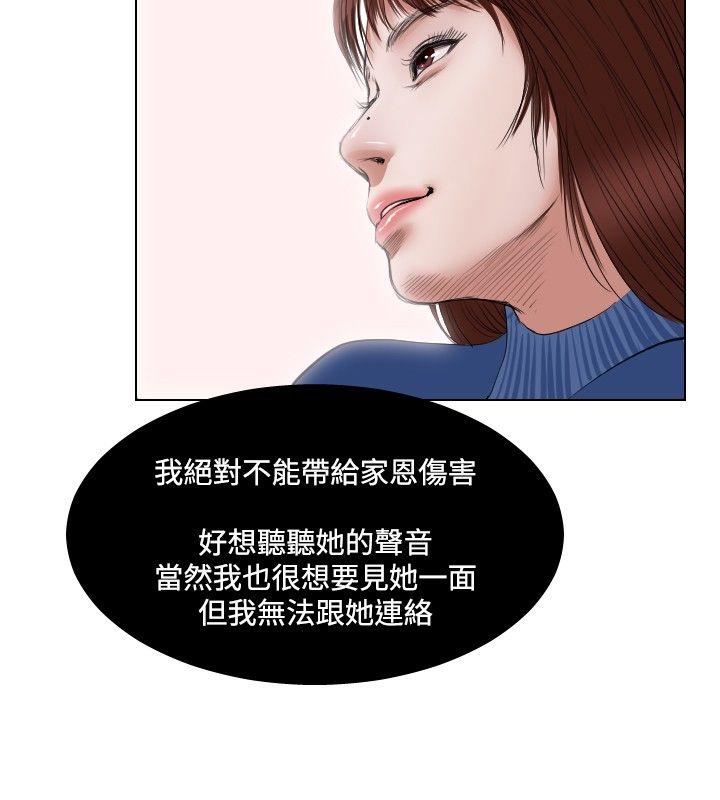 我絕對不能帶給家恩傷害
好想聽聽她的聲音
當然我也很想要見她一面
但我無法跟她連絡